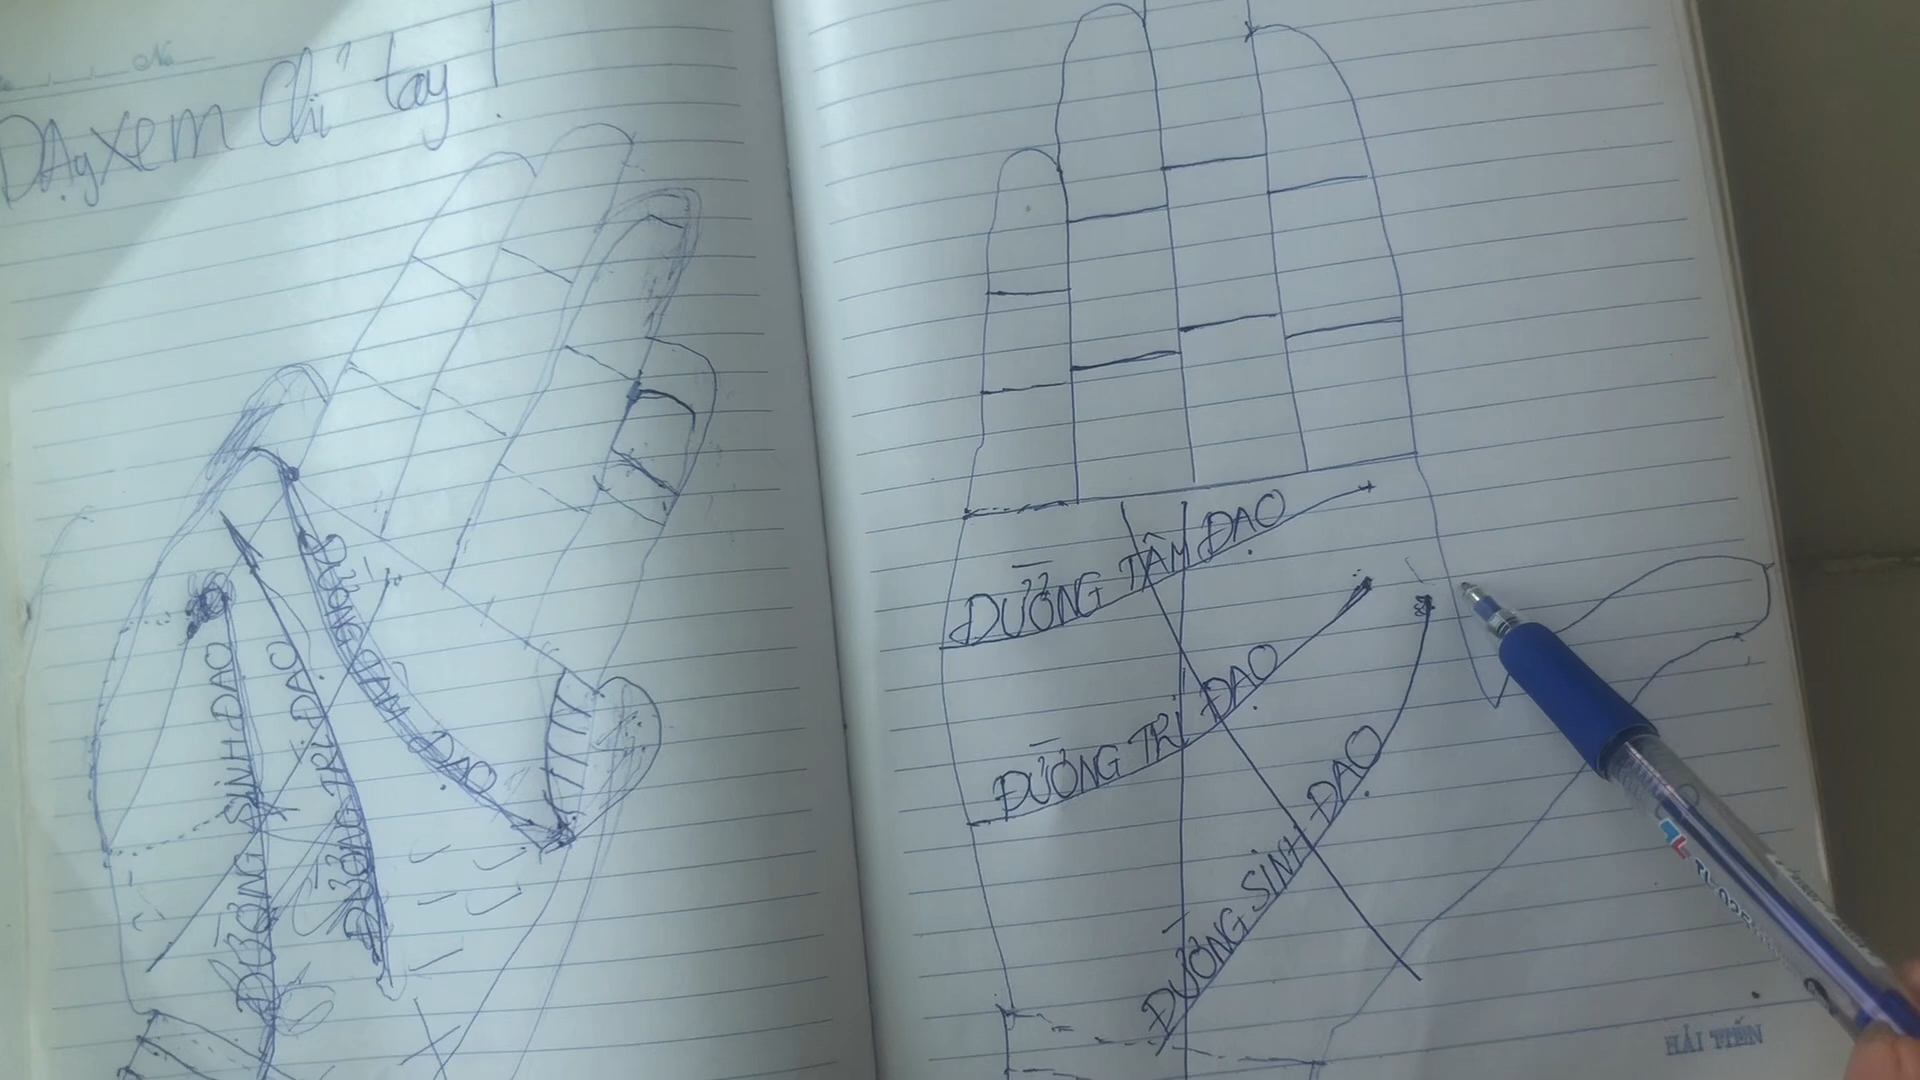 No
DẠy Xem Chỉ tay !
ĐƯỜNG SINH ĐẠO
ĐƯỜNG TRÍ ĐẠO
ĐƯỜNG TÂM ĐẠO
ĐƯỜNG TÂM ĐẠO
ĐƯỜNG TRÍ ĐẠO
ĐƯỜNG SINH ĐẠO
HẢI TIẾN